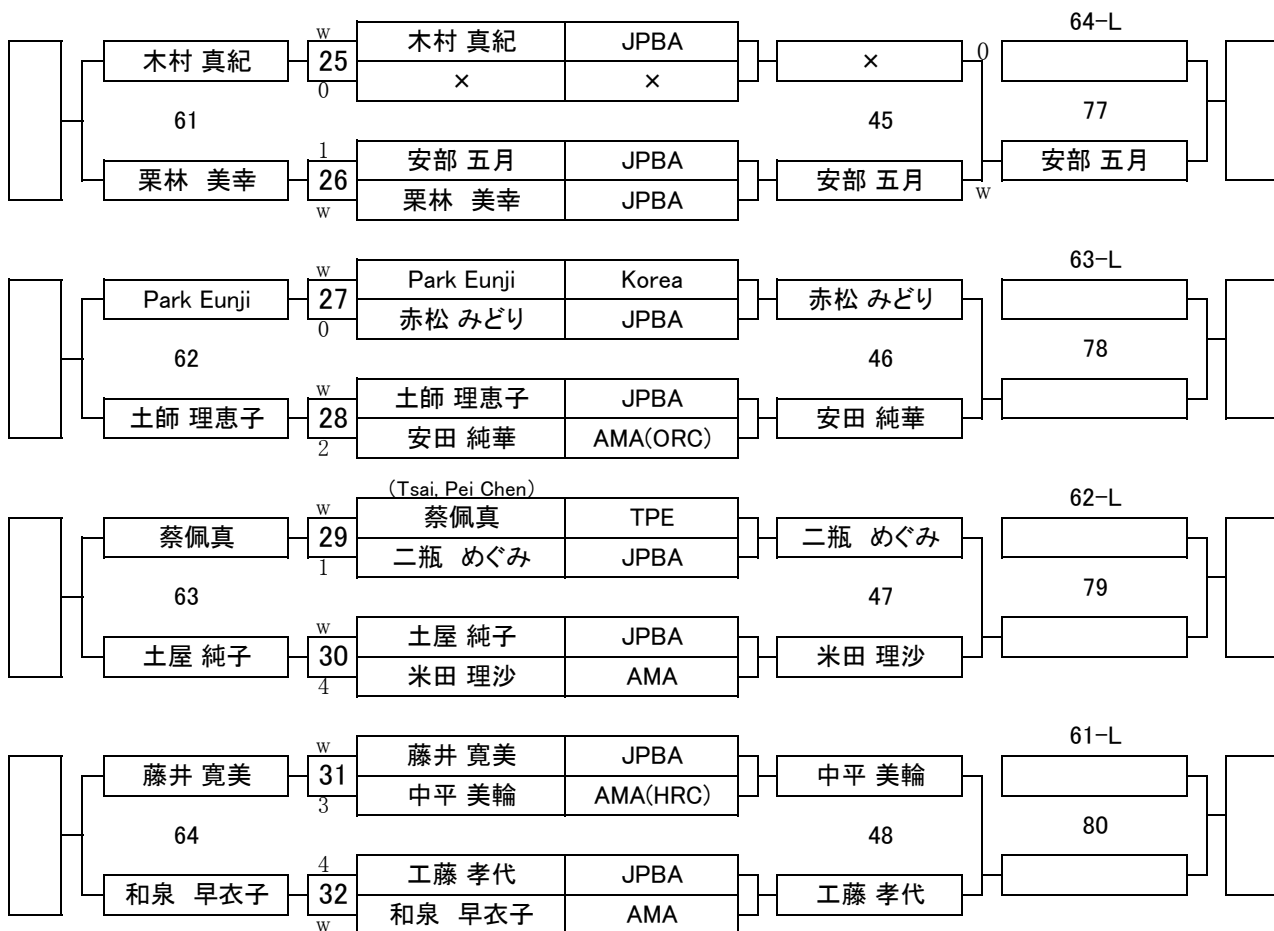 64-L
w
木村 真紀 25 木村 真紀 JPBA × 0
0 × ×
61 45 77
1
栗林　美幸 26 安部 五月 JPBA 安部 五月 安部 五月
w 栗林　美幸 JPBA w
63-L
w
Park Eunji 27 Park Eunji Korea 赤松 みどり
0 赤松 みどり JPBA
62 46 78
w
土師 理恵子 28 土師 理恵子 JPBA 安田 純華
2 安田 純華 AMA(ORC)
(Tsai, Pei Chen) 62-L
w
蔡佩真 29 蔡佩真 TPE 二瓶　めぐみ
1 二瓶　めぐみ JPBA
63 47 79
w
土屋 純子 30 土屋 純子 JPBA 米田 理沙
4 米田 理沙 AMA
61-L
w
藤井 寛美 31 藤井 寛美 JPBA 中平 美輪
3 中平 美輪 AMA(HRC)
64 48 80
4
和泉　早衣子 32 工藤 孝代 JPBA 工藤 孝代
w 和泉　早衣子 AMA